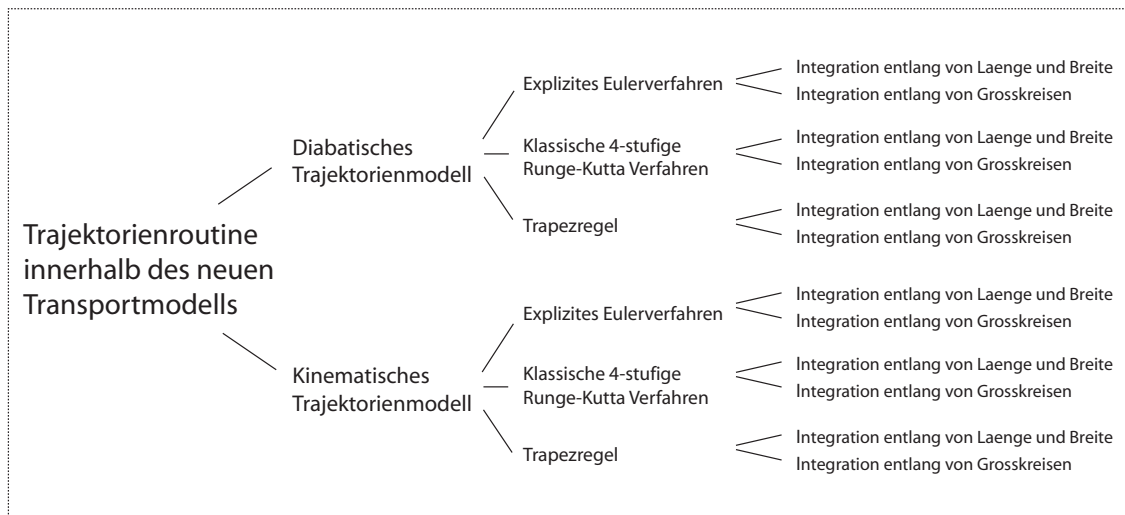 Trajektorienroutine
innerhalb des neuen
Transportmodells
Diabatisches
Trajektorienmodell
Explizites Eulerverfahren
Integration entlang von Laenge und Breite
Integration entlang von Grosskreisen
Klassische 4-stufige
Runge-Kutta Verfahren
Integration entlang von Laenge und Breite
Integration entlang von Grosskreisen
Trapezregel
Integration entlang von Laenge und Breite
Integration entlang von Grosskreisen
Kinematisches
Trajektorienmodell
Explizites Eulerverfahren
Integration entlang von Laenge und Breite
Integration entlang von Grosskreisen
Klassische 4-stufige
Runge-Kutta Verfahren
Integration entlang von Laenge und Breite
Integration entlang von Grosskreisen
Trapezregel
Integration entlang von Laenge und Breite
Integration entlang von Grosskreisen